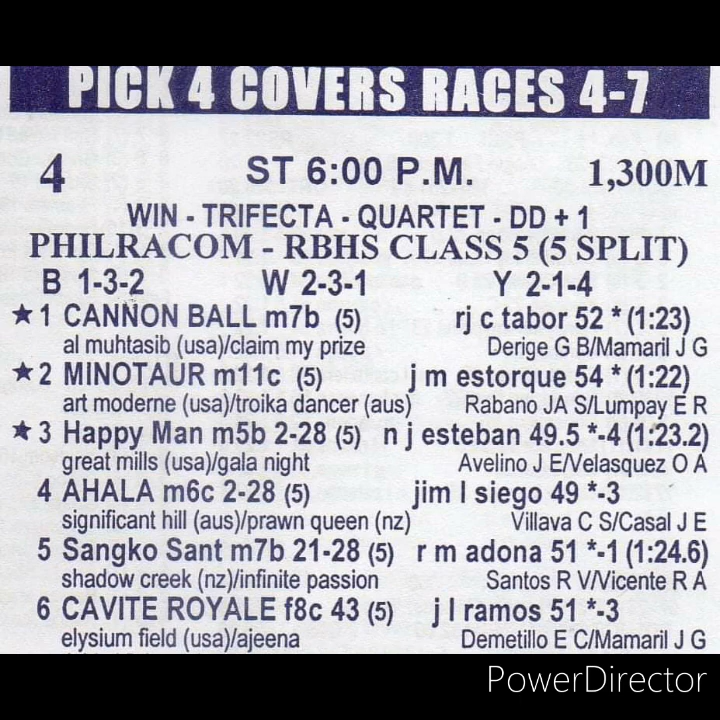 PICK 4 COVERS RACES 4-7
4 ST 6:00 P.M. 1,300M
WIN - TRIFECTA - QUARTET - DD + 1
PHILRACOM - RBHS CLASS 5 (5 SPLIT)
B 1-3-2 W 2-3-1 Y 2-1-4
★ 1 CANNON BALL m7b (5) rj c tabor 52 * (1:23)
al muhtasib (usa)/claim my prize Derige G B/Mamaril J G
★ 2 MINOTAUR m11c (5) j m estorque 54 * (1:22)
art moderne (usa)/troika dancer (aus) Rabano JA S/Lumpay E R
★ 3 Happy Man m5b 2-28 (5) n j esteban 49.5 *-4 (1:23.2)
great mills (usa)/gala night Avelino J E/Velasquez O A
4 AHALA m6c 2-28 (5) jim l siego 49 *-3
significant hill (aus)/prawn queen (nz) Villava C S/Casal J E
5 Sangko Sant m7b 21-28 (5) r m adona 51 *-1 (1:24.6)
shadow creek (nz)/infinite passion Santos R V/Vicente R A
6 CAVITE ROYALE f8c 43 (5) j l ramos 51 *-3
elysium field (usa)/ajeena Demetillo E C/Mamaril J G
PowerDirector